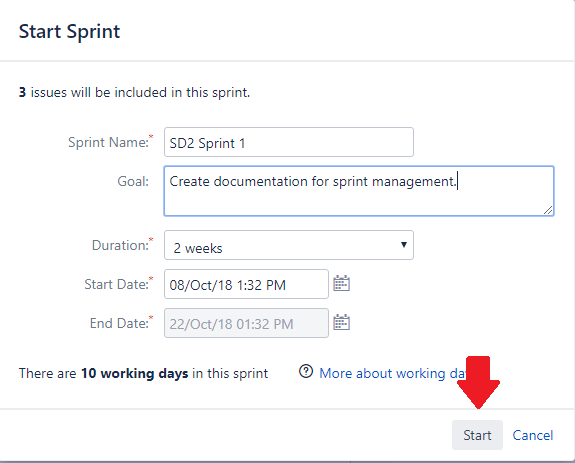 Start Sprint
3 issues will be included in this sprint.
Sprint Name:* SD2 Sprint 1
Goal: Create documentation for sprint management.
Duration:* 2 weeks
Start Date:* 08/Oct/18 1:32 PM
End Date:* 22/Oct/18 01:32 PM
There are 10 working days in this sprint ? More about working da
Start Cancel